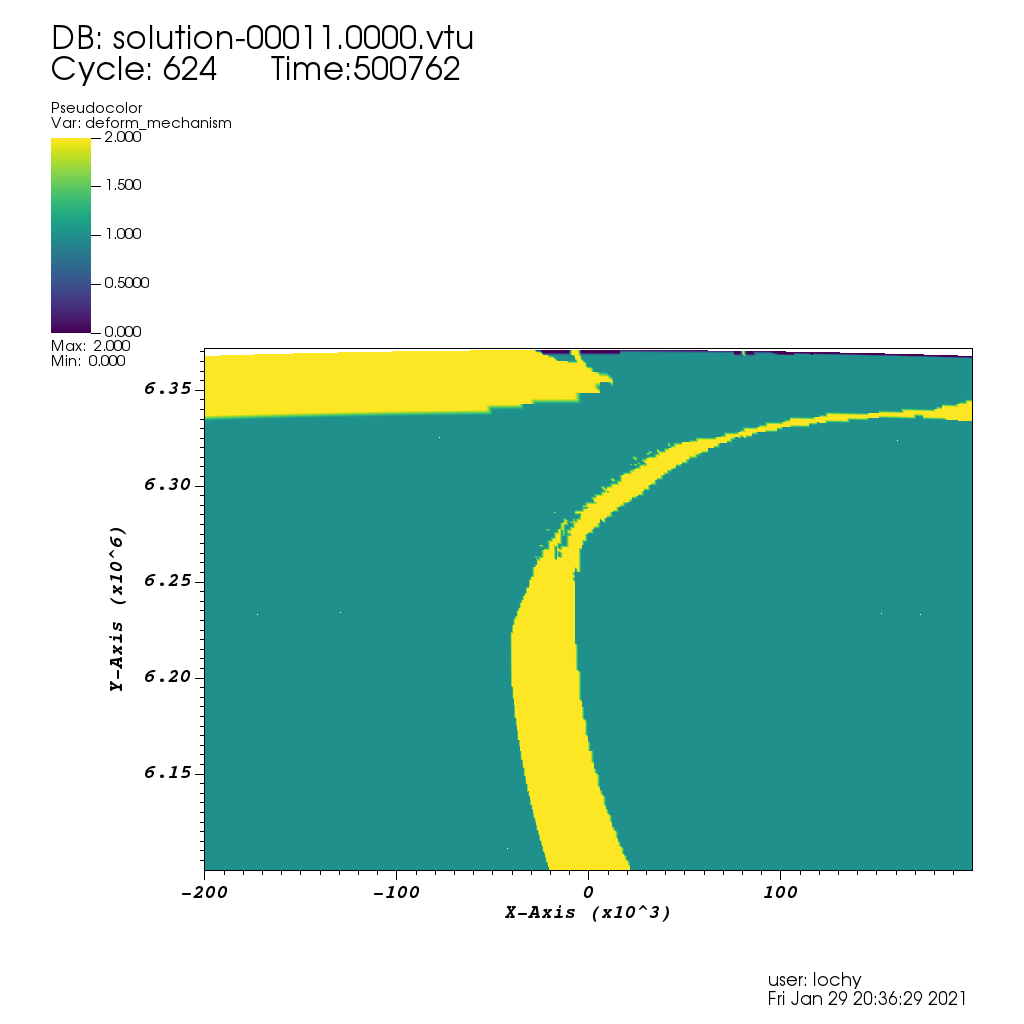 DB: solution-00011.0000.vtu
Cycle: 624 Time:500762
Pseudocolor
Var: deform_mechanism
2.000
1.500
1.000
0.5000
0.000
Max: 2.000
Min: 0.000
6.35
6.30
6.25
6.20
6.15
Y-Axis (x10^6)
-200 -100 0 100
X-Axis (x10^3)
user: lochy
Fri Jan 29 20:36:29 2021